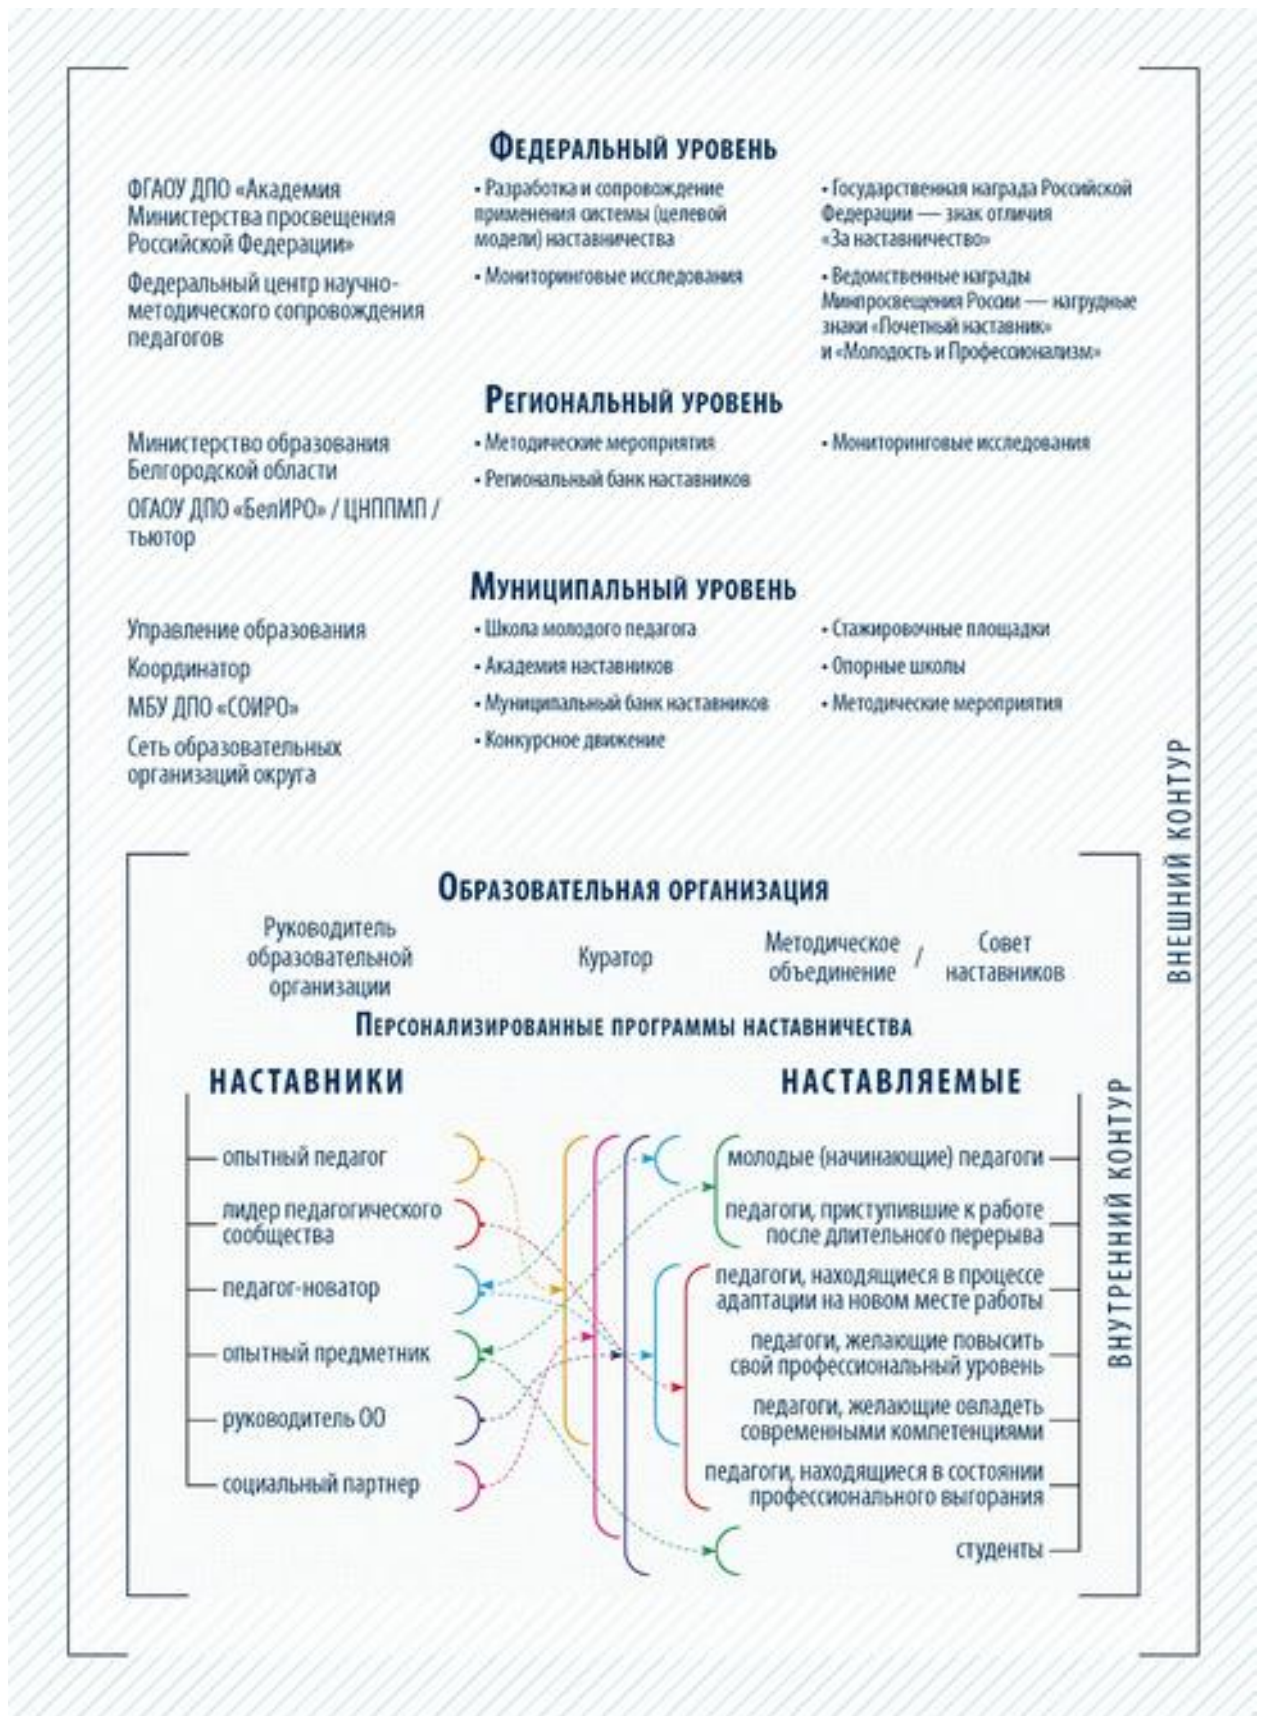 ФЕДЕРАЛЬНЫЙ УРОВЕНЬ
ФГАОУ ДПО «Академия
Министерства просвещения
Российской Федерации»
Федеральный центр научно-
методического сопровождения
педагогов
• Разработка и сопровождение
применения системы (целевой
модели) наставничества
• Мониторинговые исследования
• Государственная награда Российской
Федерации — знак отличия
«За наставничество»
• Ведомственные награды
Минпросвещения России — нагрудные
знаки «Почетный наставник»
и «Молодость и Профессионализм»
РЕГИОНАЛЬНЫЙ УРОВЕНЬ
Министерство образования
Белгородской области
ОГАОУ ДПО «БелИРО» / ЦНППМП /
тьютор
• Методические мероприятия
• Региональный банк наставников
• Мониторинговые исследования
МУНИЦИПАЛЬНЫЙ УРОВЕНЬ
Управление образования
Координатор
МБУ ДПО «СОИРО»
Сеть образовательных
организаций округа
• Школа молодого педагога
• Академия наставников
• Муниципальный банк наставников
• Конкурсное движение
• Стажировочные площадки
• Опорные школы
• Методические мероприятия
ВНЕШНИЙ КОНТУР
ОБРАЗОВАТЕЛЬНАЯ ОРГАНИЗАЦИЯ
Руководитель
образовательной
организации
Куратор
Методическое
объединение
/
Совет
наставников
ПЕРСОНАЛИЗИРОВАННЫЕ ПРОГРАММЫ НАСТАВНИЧЕСТВА
НАСТАВНИКИ
опытный педагог
лидер педагогического
сообщества
педагог-новатор
опытный предметник
руководитель ОО
социальный партнер
НАСТАВЛЯЕМЫЕ
молодые (начинающие) педагоги
педагоги, приступившие к работе
после длительного перерыва
педагоги, находящиеся в процессе
адаптации на новом месте работы
педагоги, желающие повысить
свой профессиональный уровень
педагоги, желающие овладеть
современными компетенциями
педагоги, находящиеся в состоянии
профессионального выгорания
студенты
ВНУТРЕННИЙ КОНТУР